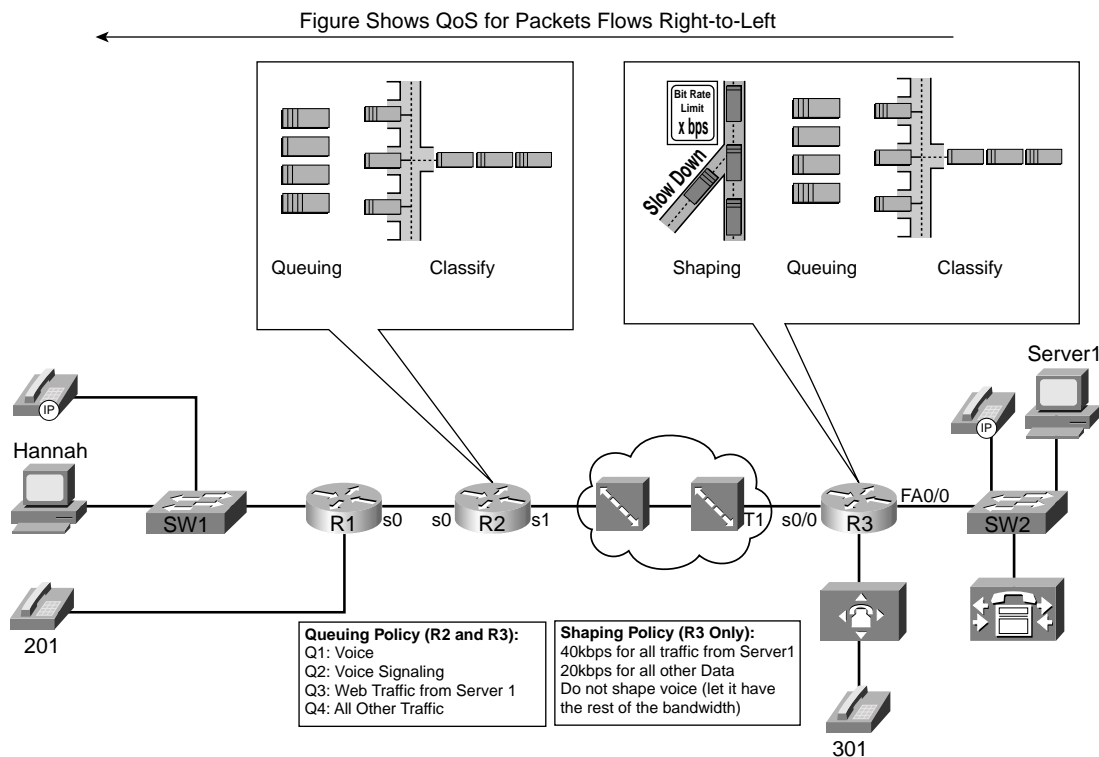 Figure Shows QoS for Packets Flows Right-to-Left
Bit Rate
Limit
x bps
Slow Down
Queuing
Classify
Shaping
Queuing
Classify
Server1
IP
IP
Hannah
FA0/0
SW1
R1
s0
s0
R2
s1
T1
s0/0
R3
SW2
201
Queuing Policy (R2 and R3):
Q1: Voice
Q2: Voice Signaling
Q3: Web Traffic from Server 1
Q4: All Other Traffic
Shaping Policy (R3 Only):
40kbps for all traffic from Server1
20kbps for all other Data
Do not shape voice (let it have
the rest of the bandwidth)
301